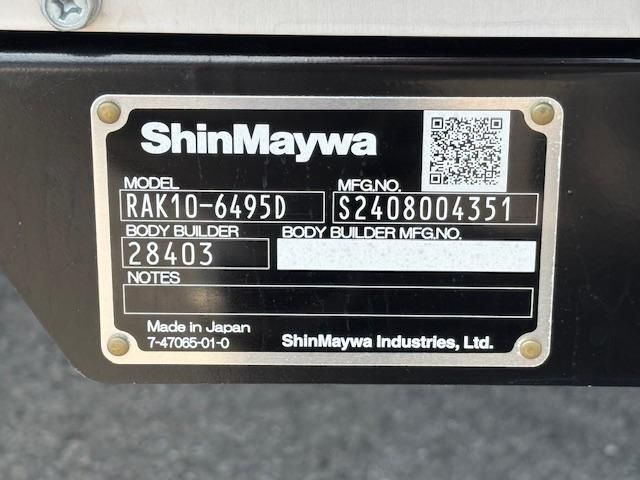 ShinMaywa
MODEL MFG.NO.
RAK10-6495D S2408004351
BODY BUILDER BODY BUILDER MFG.NO.
28403
NOTES
Made in Japan
7-47065-01-0 ShinMaywa Industries, Ltd.